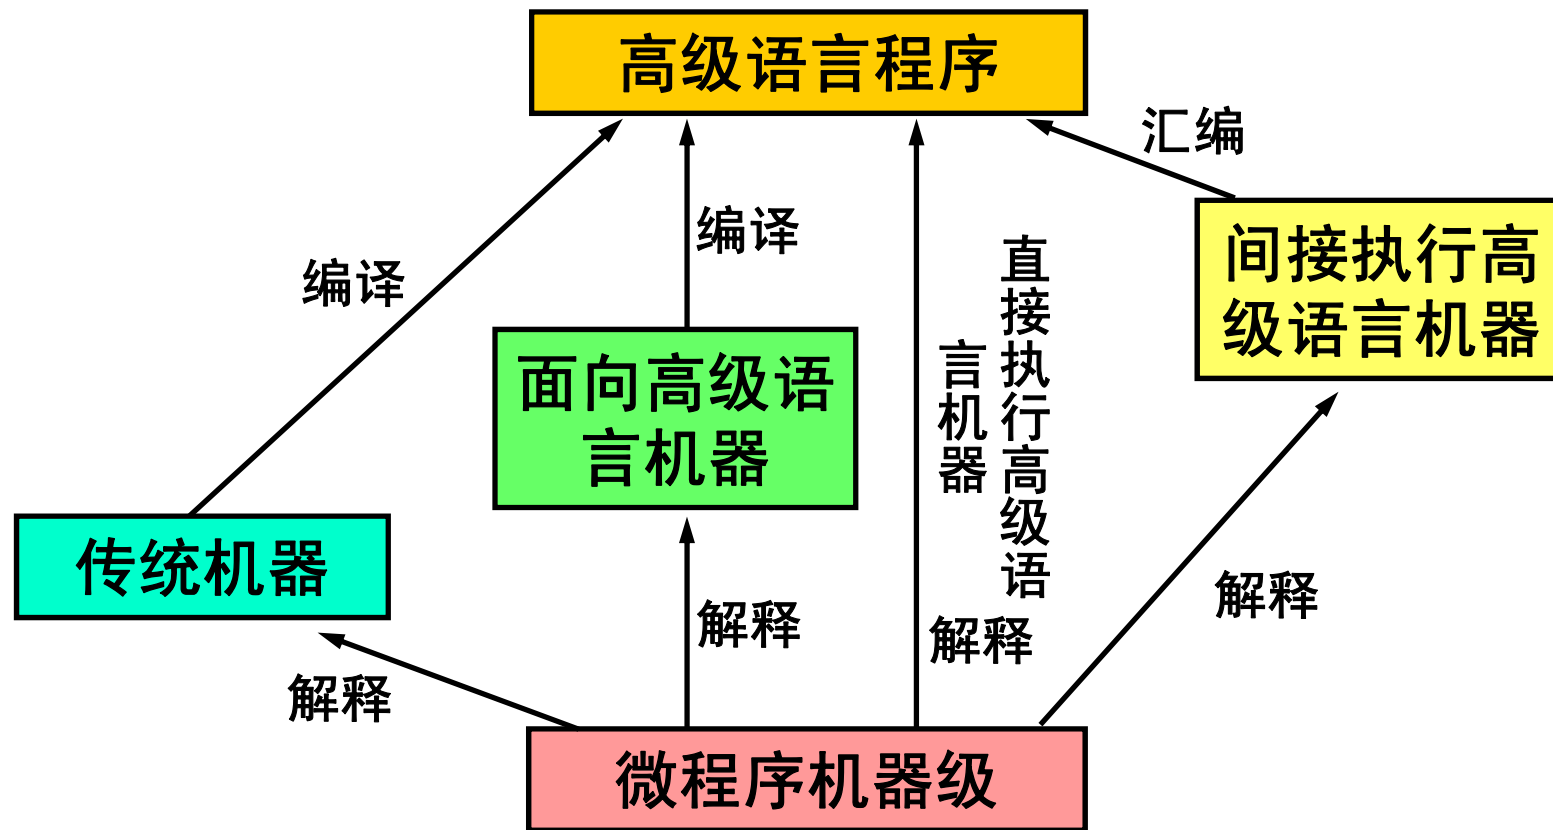 高级语言程序
汇编
编译
编译
间接执行高
级语言机器
直接执行高级语
言机器
面向高级语
言机器
传统机器
解释
解释
解释
解释
微程序机器级